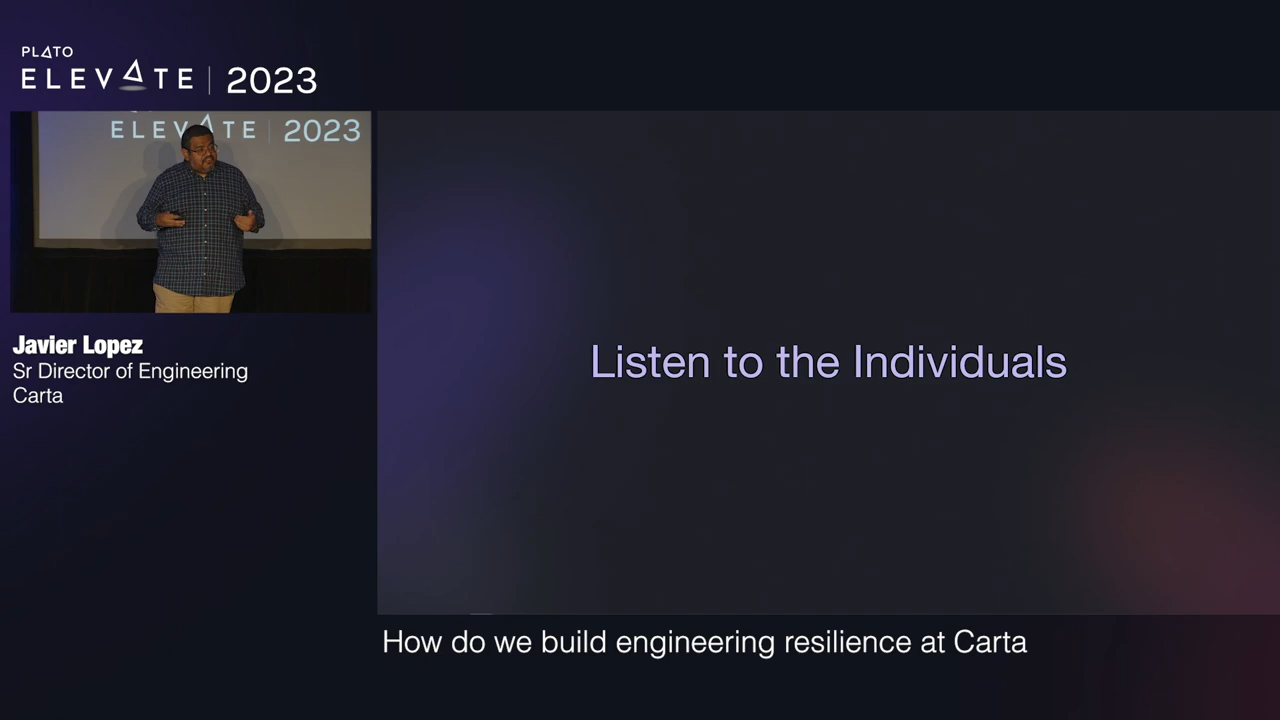 PLATO
ELEVATE | 2023
ELEVATE | 2023
Javier Lopez
Sr Director of Engineering
Carta
Listen to the Individuals
How do we build engineering resilience at Carta